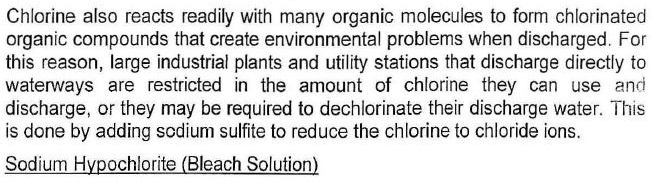 Chlorine also reacts readily with many organic molecules to form chlorinated
organic compounds that create environmental problems when discharged. For
this reason, large industrial plants and utility stations that discharge directly to
waterways are restricted in the amount of chlorine they can use and
discharge, or they may be required to dechlorinate their discharge water. This
is done by adding sodium sulfite to reduce the chlorine to chloride ions.
Sodium Hypochlorite (Bleach Solution)